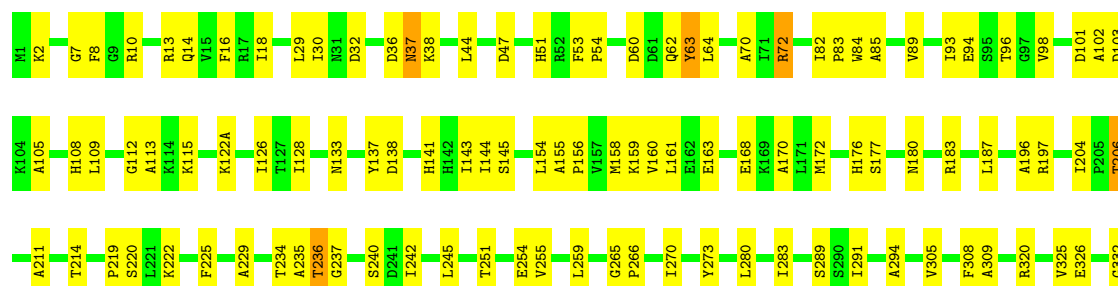 M1 K2 G7 F8 G9 R10 R13 Q14 V15 F16 R17 I18 L29 I30 N31 D32 D36 N37 K38 L44 D47 H51 R52 F53 P54 D60 D61 Q62 Y63 L64 A70 I71 R72 I82 P83 W84 A85 V89 I93 E94 S95 T96 G97 V98 D101 A102 D103
K104 A105 H108 L109 G112 A113 K114 K115 K122A I126 T127 I128 N133 Y137 D138 H141 H142 I143 I144 S145 L154 A155 P156 V157 M158 K159 V160 L161 E162 E163 E168 K169 A170 L171 M172 H176 S177 N180 R183 L187 A196 R197 I204 P205 T206
A211 T214 P219 S220 L221 K222 F225 A229 T234 A235 T236 G237 S240 D241 I242 L245 T251 E254 V255 L259 G265 P266 I270 Y273 L280 I283 S289 S290 I291 A294 V305 F308 A309 R320 V325 E326